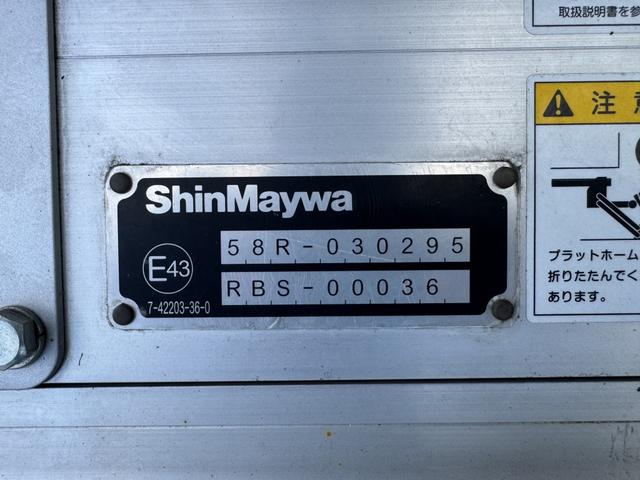 取扱説明書を参
ShinMaywa
58R-030295
E43
RBS-00036
7-42203-36-0
注意
プラットホーム
折りたたんでく
あります。